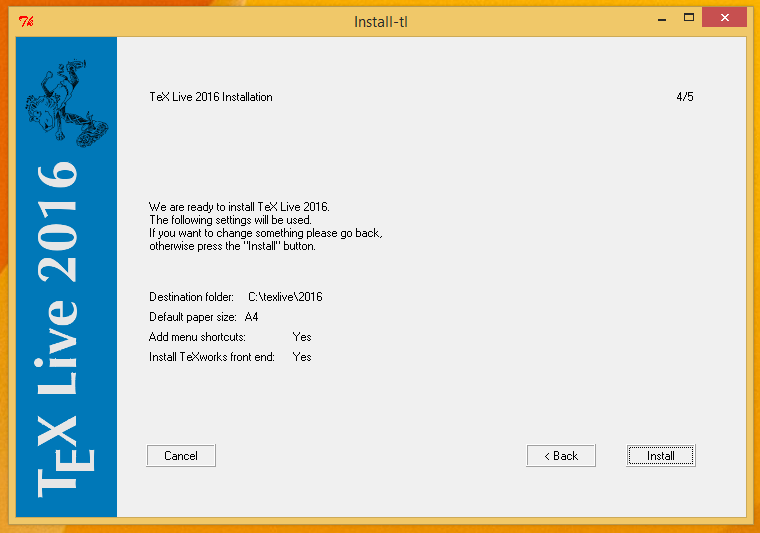 Tk
Install-tl
TeX Live 2016 Installation
4/5
We are ready to install TeX Live 2016.
The following settings will be used.
If you want to change something please go back,
otherwise press the "Install" button.
Destination folder: C:\texlive\2016
Default paper size: A4
Add menu shortcuts: Yes
Install TeXworks front end: Yes
Cancel
< Back
Install
TEX Live 2016